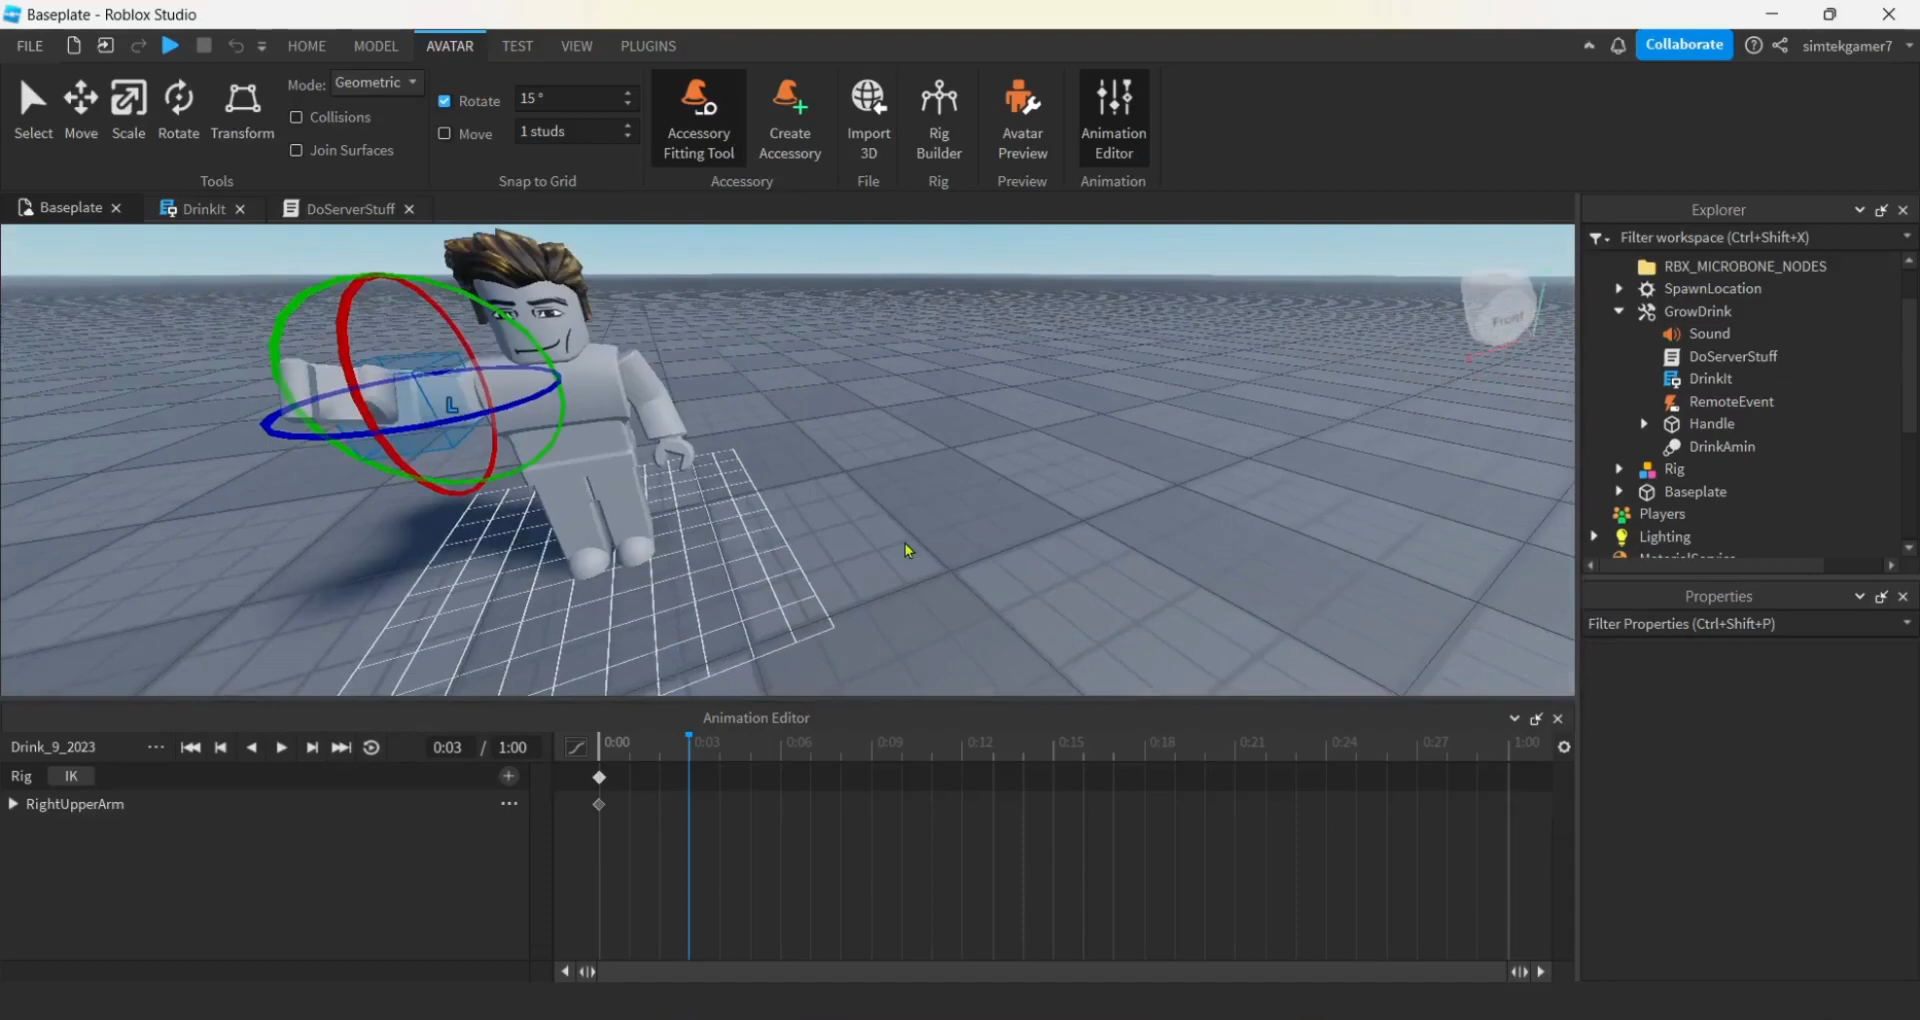 Baseplate - Roblox Studio
FILE HOME MODEL AVATAR TEST VIEW PLUGINS Collaborate simtekgamer7
Select Move Scale Rotate Transform
Mode: Geometric
Collisions
Join Surfaces
Tools
Rotate 15 °
Move 1 studs
Snap to Grid
Accessory Fitting Tool
Create Accessory
Accessory
Import 3D
File
Rig Builder
Rig
Avatar Preview
Preview
Animation Editor
Animation
Baseplate DrinkIt DoServerStuff
Front
L
Explorer
Filter workspace (Ctrl+Shift+X)
RBX_MICROBONE_NODES
SpawnLocation
GrowDrink
Sound
DoServerStuff
DrinkIt
RemoteEvent
Handle
DrinkAmin
Rig
Baseplate
Players
Lighting
MaterialService
Properties
Filter Properties (Ctrl+Shift+P)
Animation Editor
Drink_9_2023 0:03 / 1:00
0:00 0:03 0:06 0:09 0:12 0:15 0:18 0:21 0:24 0:27 1:00
Rig IK
RightUpperArm